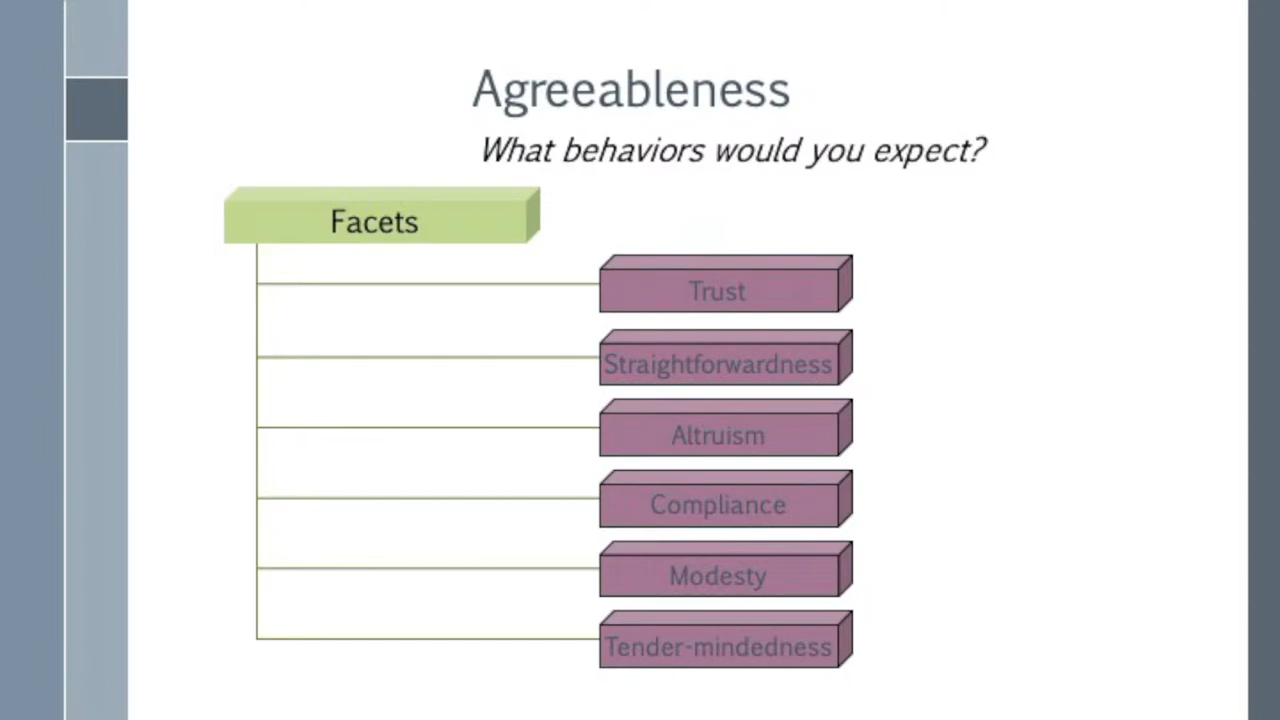 Agreeableness
What behaviors would you expect?
Facets
Trust
Straightforwardness
Altruism
Compliance
Modesty
Tender-mindedness